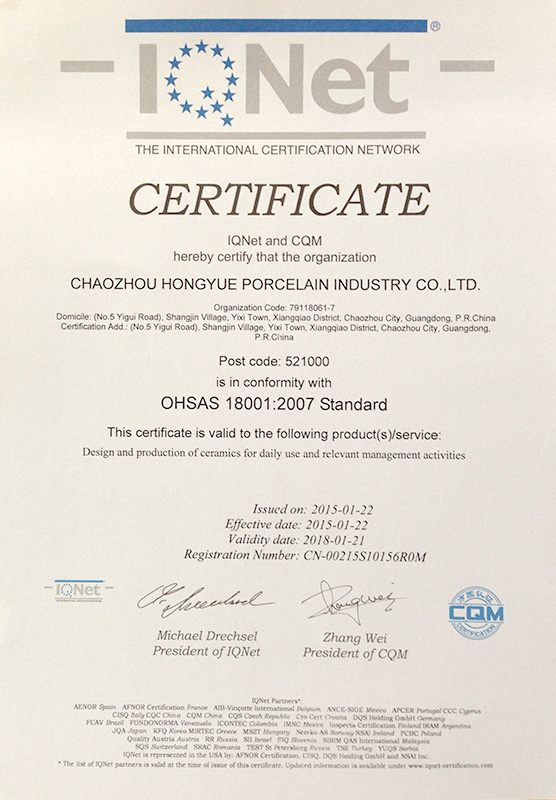 IQNet®
THE INTERNATIONAL CERTIFICATION NETWORK
CERTIFICATE
IQNet and CQM
hereby certify that the organization
CHAOZHOU HONGYUE PORCELAIN INDUSTRY CO.,LTD.
Organization Code: 79118061-7
Domicile: (No.5 Yigui Road), Shangjin Village, Yixi Town, Xiangqiao District, Chaozhou City, Guangdong, P.R.China
Certification Add.: (No.5 Yigui Road), Shangjin Village, Yixi Town, Xiangqiao District, Chaozhou City, Guangdong,
P.R.China
Post code: 521000
is in conformity with
OHSAS 18001:2007 Standard
This certificate is valid to the following product(s)/service:
Design and production of ceramics for daily use and relevant management activities
Issued on: 2015-01-22
Effective date: 2015-01-22
Validity date: 2018-01-21
Registration Number: CN-00215S10156R0M
IQNet
Michael Drechsel
President of IQNet
Zhang Wei
President of CQM
方圆认证
CQM
CERTIFICATION
IQNet Partners*:
AENOR Spain AFNOR Certification France AIB-Vinçotte International Belgium ANCE-SIGE Mexico APCER Portugal CCC Cyprus
CISQ Italy CQC China CQM China CQS Czech Republic Cro Cert Croatia DQS Holding GmbH Germany
FCAV Brazil FONDONORMA Venezuela ICONTEC Colombia IMNC Mexico Inspecta Certification Finland IRAM Argentina
JQA Japan KFQ Korea MIRTEC Greece MSZT Hungary Nemko AS Norway NSAI Ireland PCBC Poland
Quality Austria Austria RR Russia SII Israel SIQ Slovenia SIRIM QAS International Malaysia
SQS Switzerland SRAC Romania TEST St Petersburg Russia TSE Turkey YUQS Serbia
IQNet is represented in the USA by: AFNOR Certification, CISQ, DQS Holding GmbH and NSAI Inc.
* The list of IQNet partners is valid at the time of issue of this certificate. Updated information is available under www.iqnet-certification.com